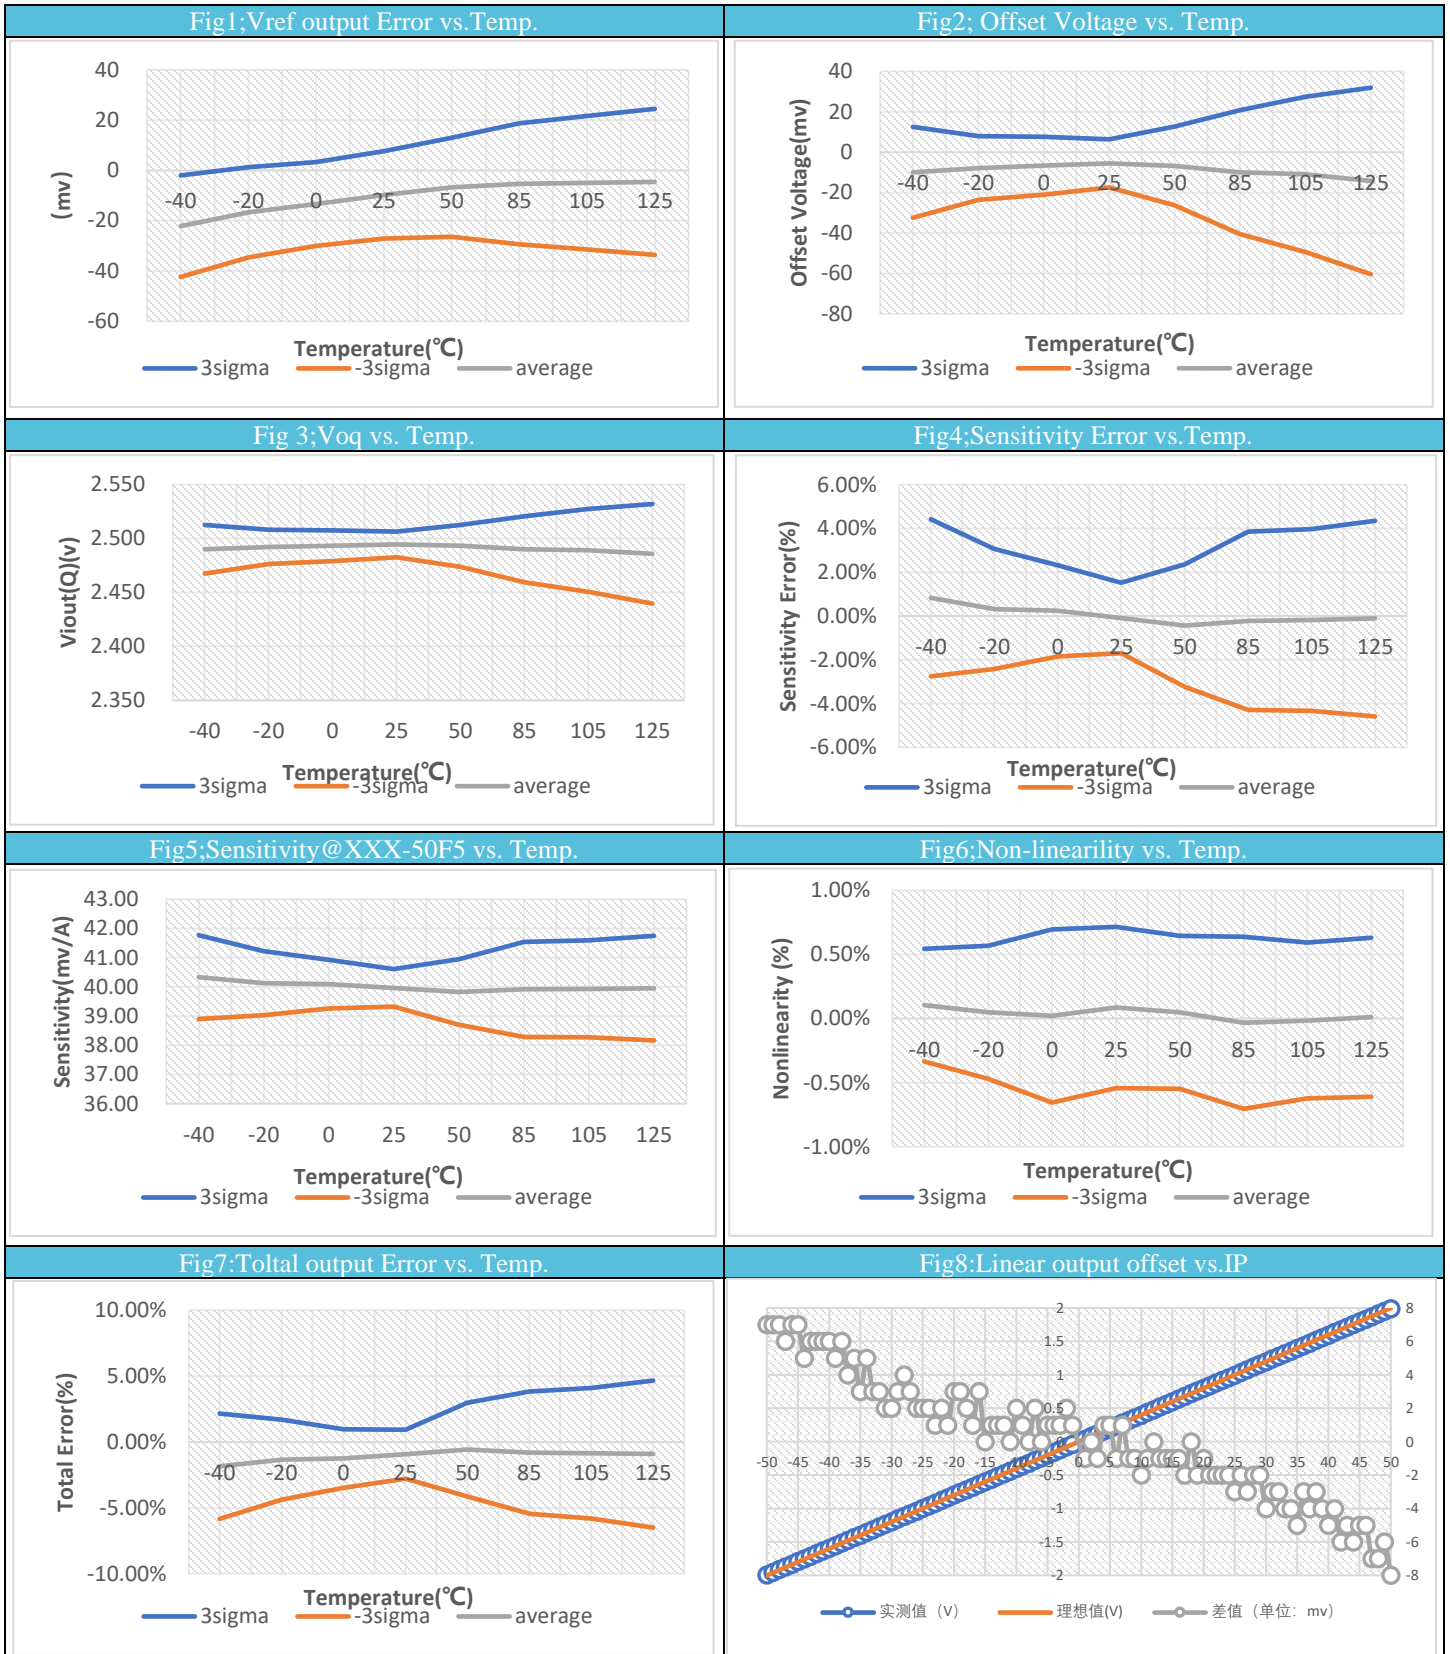 Fig1;Vref output Error vs.Temp.
40
20
0
-20
-40
-60
(mv)
-40 -20 0 25 50 85 105 125
Temperature(℃)
3sigma -3sigma average
Fig2; Offset Voltage vs. Temp.
40
20
0
-20
-40
-60
-80
Offset Voltage(mv)
-40 -20 0 25 50 85 105 125
Temperature(℃)
3sigma -3sigma average
Fig 3;Voq vs. Temp.
2.550
2.500
2.450
2.400
2.350
Viout(Q)(v)
-40 -20 0 25 50 85 105 125
Temperature(℃)
3sigma -3sigma average
Fig4;Sensitivity Error vs.Temp.
6.00%
4.00%
2.00%
0.00%
-2.00%
-4.00%
-6.00%
Sensitivity Error(%)
-40 -20 0 25 50 85 105 125
Temperature(℃)
3sigma -3sigma average
Fig5;Sensitivity@XXX-50F5 vs. Temp.
43.00
42.00
41.00
40.00
39.00
38.00
37.00
36.00
Sensitivity(mv/A)
-40 -20 0 25 50 85 105 125
Temperature(℃)
3sigma -3sigma average
Fig6;Non-linearility vs. Temp.
1.00%
0.50%
0.00%
-0.50%
-1.00%
Nonlinearity (%)
-40 -20 0 25 50 85 105 125
Temperature(℃)
3sigma -3sigma average
Fig7:Toltal output Error vs. Temp.
10.00%
5.00%
0.00%
-5.00%
-10.00%
Total Error(%)
-40 -20 0 25 50 85 105 125
Temperature(℃)
3sigma -3sigma average
Fig8:Linear output offset vs.IP
2 8
1.5 6
1 4
0.5 2
0 0
-50 -45 -40 -35 -30 -25 -20 -15 -10 -5 0 5 10 15 20 25 30 35 40 45 50
-0.5 -2
-1 -4
-1.5 -6
-2 -8
实测值（V） 理想值(V) 差值（单位：mv）